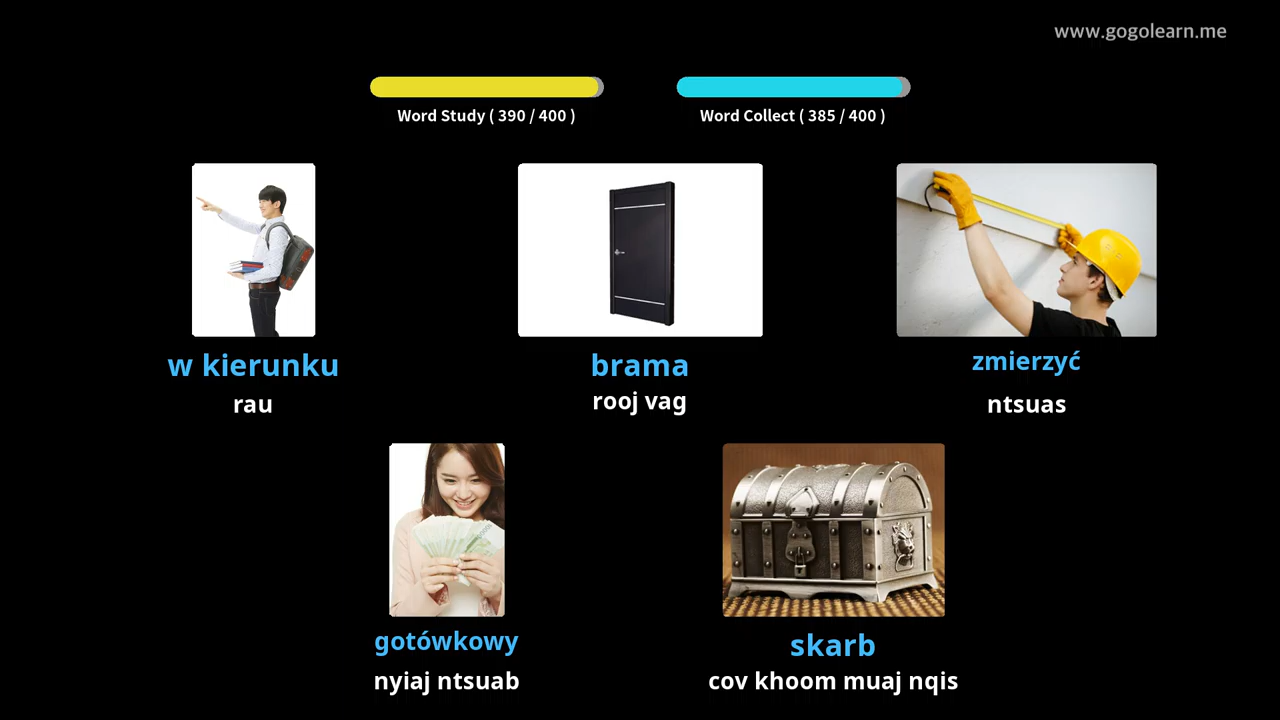 www.gogolearn.me
Word Study ( 390 / 400 )
Word Collect ( 385 / 400 )
w kierunku
rau
brama
rooj vag
zmierzyć
ntsuas
gotówkowy
nyiaj ntsuab
skarb
cov khoom muaj nqis